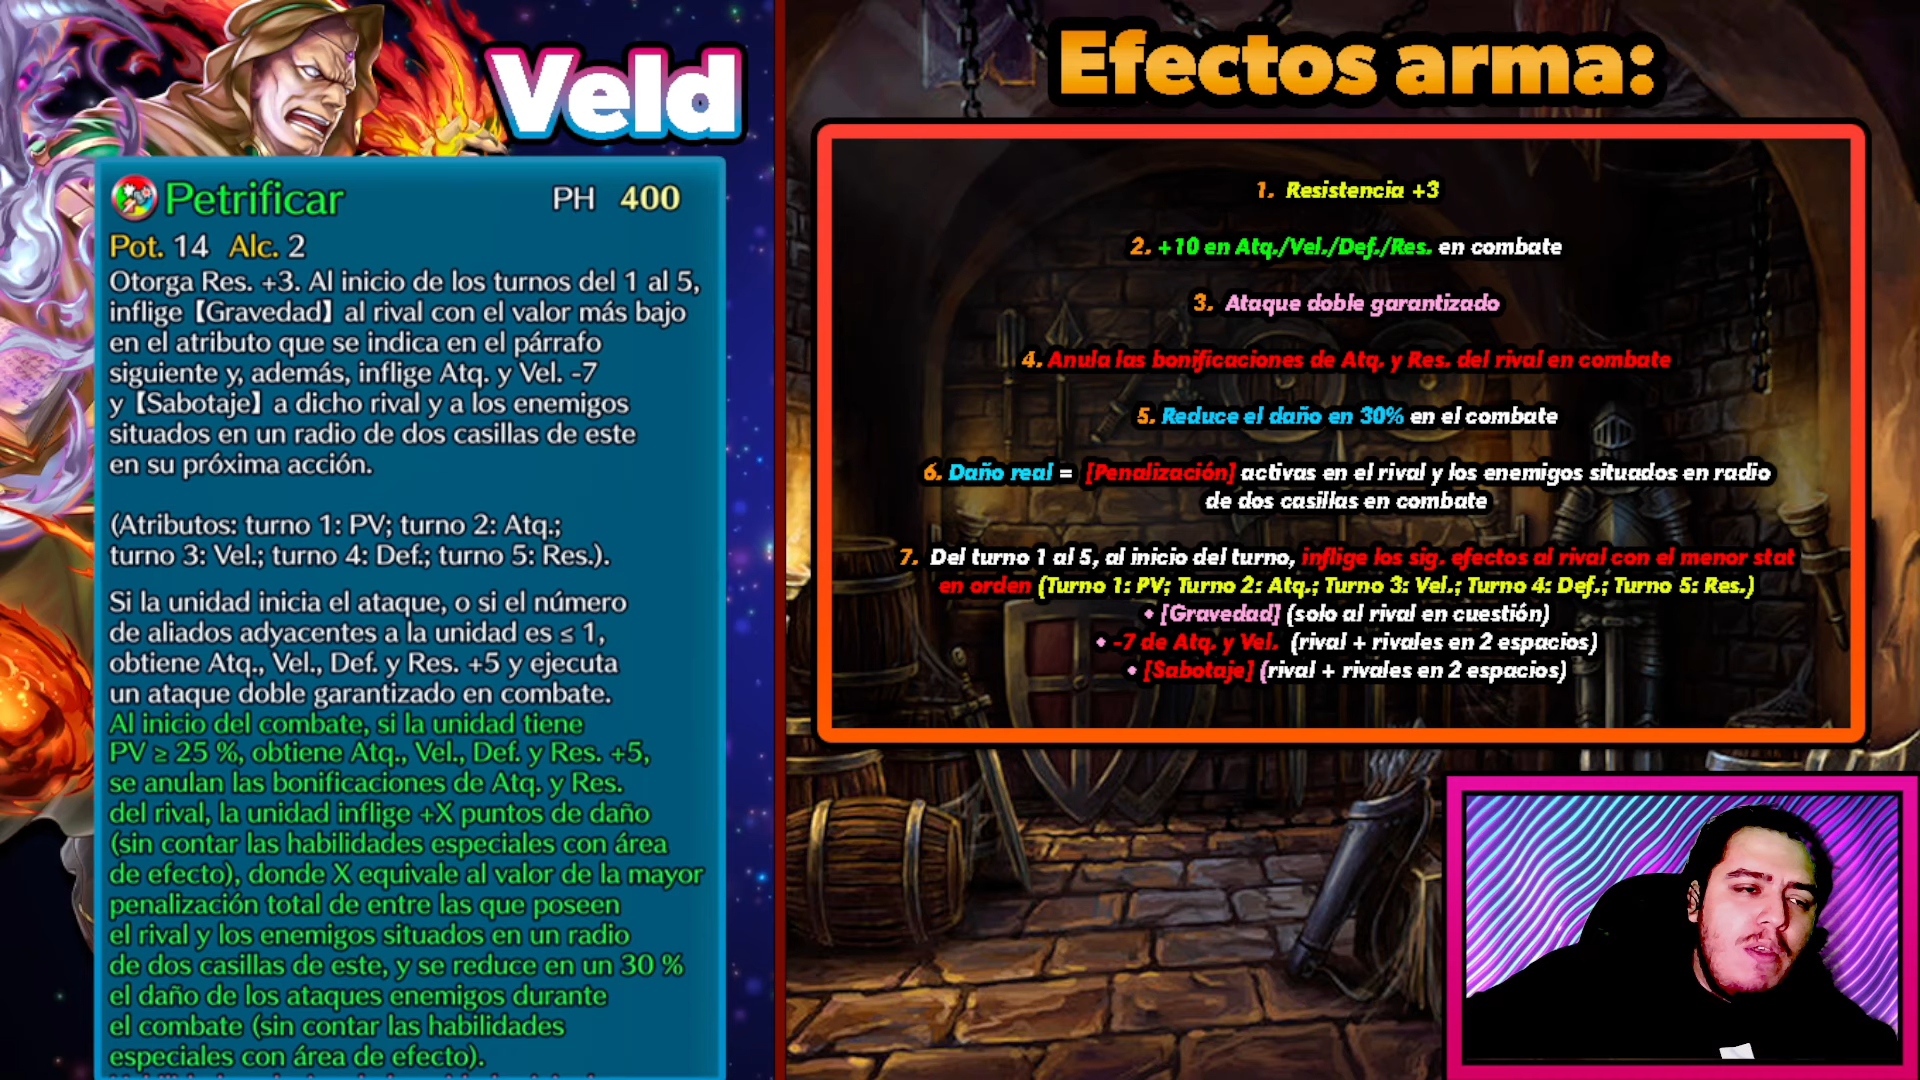 Veld
Petrificar PH 400
Pot. 14 Alc. 2
Otorga Res. +3. Al inicio de los turnos del 1 al 5,
inflige【Gravedad】al rival con el valor más bajo
en el atributo que se indica en el párrafo
siguiente y, además, inflige Atq. y Vel. -7
y【Sabotaje】a dicho rival y a los enemigos
situados en un radio de dos casillas de este
en su próxima acción.
(Atributos: turno 1: PV; turno 2: Atq.;
turno 3: Vel.; turno 4: Def.; turno 5: Res.).
Si la unidad inicia el ataque, o si el número
de aliados adyacentes a la unidad es ≤ 1,
obtiene Atq., Vel., Def. y Res. +5 y ejecuta
un ataque doble garantizado en combate.
Al inicio del combate, si la unidad tiene
PV ≥ 25 %, obtiene Atq., Vel., Def. y Res. +5,
se anulan las bonificaciones de Atq. y Res.
del rival, la unidad inflige +X puntos de daño
(sin contar las habilidades especiales con área
de efecto), donde X equivale al valor de la mayor
penalización total de entre las que poseen
el rival y los enemigos situados en un radio
de dos casillas de este, y se reduce en un 30 %
el daño de los ataques enemigos durante
el combate (sin contar las habilidades
especiales con área de efecto).
Efectos arma:
1. Resistencia +3
2. +10 en Atq./Vel./Def./Res. en combate
3. Ataque doble garantizado
4. Anula las bonificaciones de Atq. y Res. del rival en combate
5. Reduce el daño en 30% en el combate
6. Daño real = [Penalización] activas en el rival y los enemigos situados en radio
de dos casillas en combate
7. Del turno 1 al 5, al inicio del turno, inflige los sig. efectos al rival con el menor stat
en orden (Turno 1: PV; Turno 2: Atq.; Turno 3: Vel.; Turno 4: Def.; Turno 5: Res.)
• [Gravedad] (solo al rival en cuestión)
• -7 de Atq. y Vel. (rival + rivales en 2 espacios)
• [Sabotaje] (rival + rivales en 2 espacios)